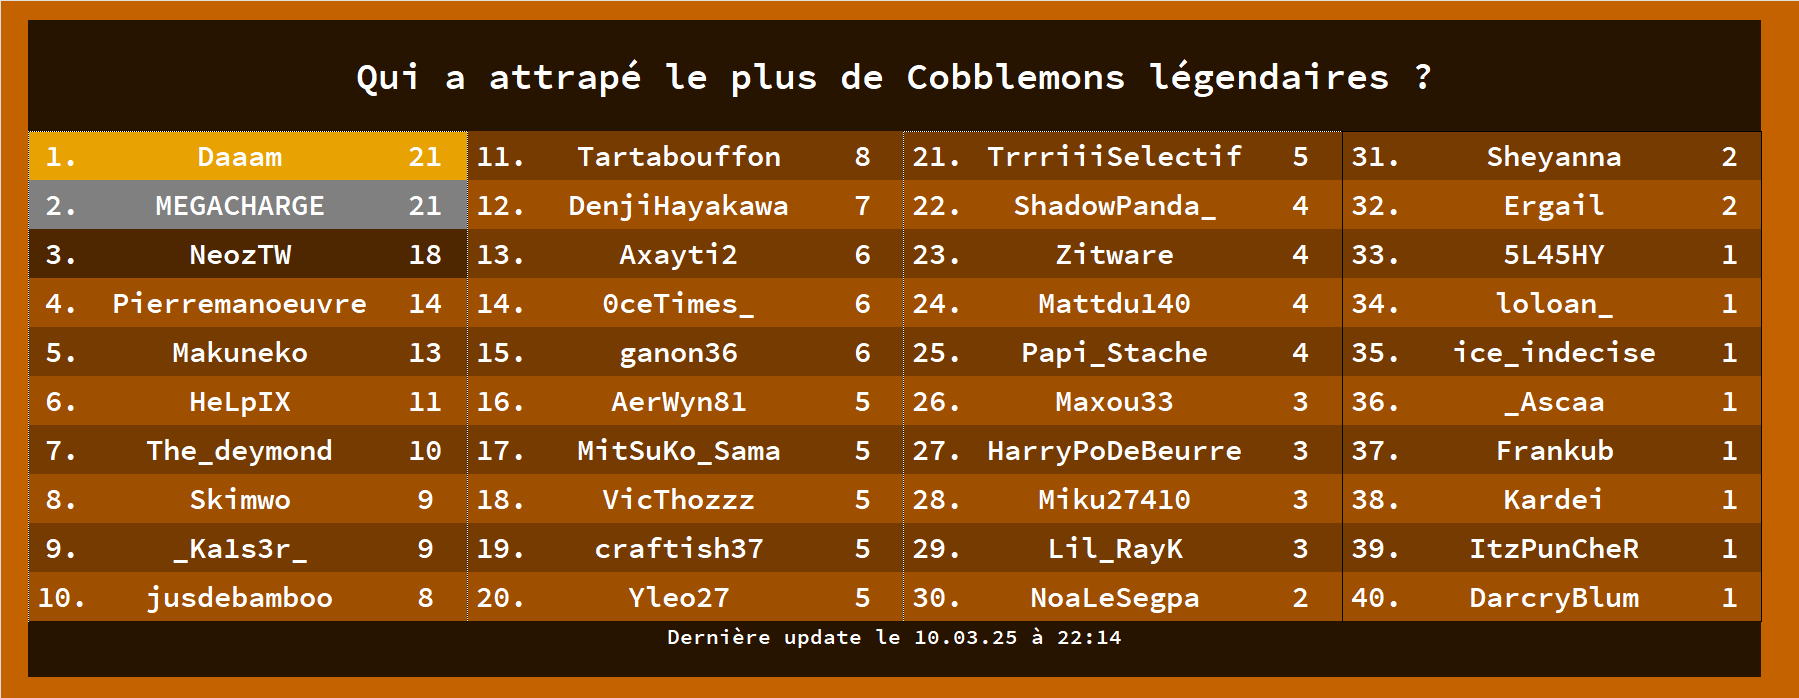 Qui a attrapé le plus de Cobblemons légendaires ?
1. Daaam 21
2. MEGACHARGE 21
3. NeozTW 18
4. Pierremanoeuvre 14
5. Makuneko 13
6. HeLpIX 11
7. The_deymond 10
8. Skimwo 9
9. _Ka1s3r_ 9
10. jusdebamboo 8
11. Tartabouffon 8
12. DenjiHayakawa 7
13. Axayti2 6
14. 0ceTimes_ 6
15. ganon36 6
16. AerWyn81 5
17. MitSuKo_Sama 5
18. VicThozzz 5
19. craftish37 5
20. Yleo27 5
21. TrrriiiSelectif 5
22. ShadowPanda_ 4
23. Zitware 4
24. Mattdu140 4
25. Papi_Stache 4
26. Maxou33 3
27. HarryPoDeBeurre 3
28. Miku27410 3
29. Lil_RayK 3
30. NoaLeSegpa 2
31. Sheyanna 2
32. Ergail 2
33. 5L45HY 1
34. loloan_ 1
35. ice_indecise 1
36. _Ascaa 1
37. Frankub 1
38. Kardei 1
39. ItzPunCheR 1
40. DarcryBlum 1
Dernière update le 10.03.25 à 22:14